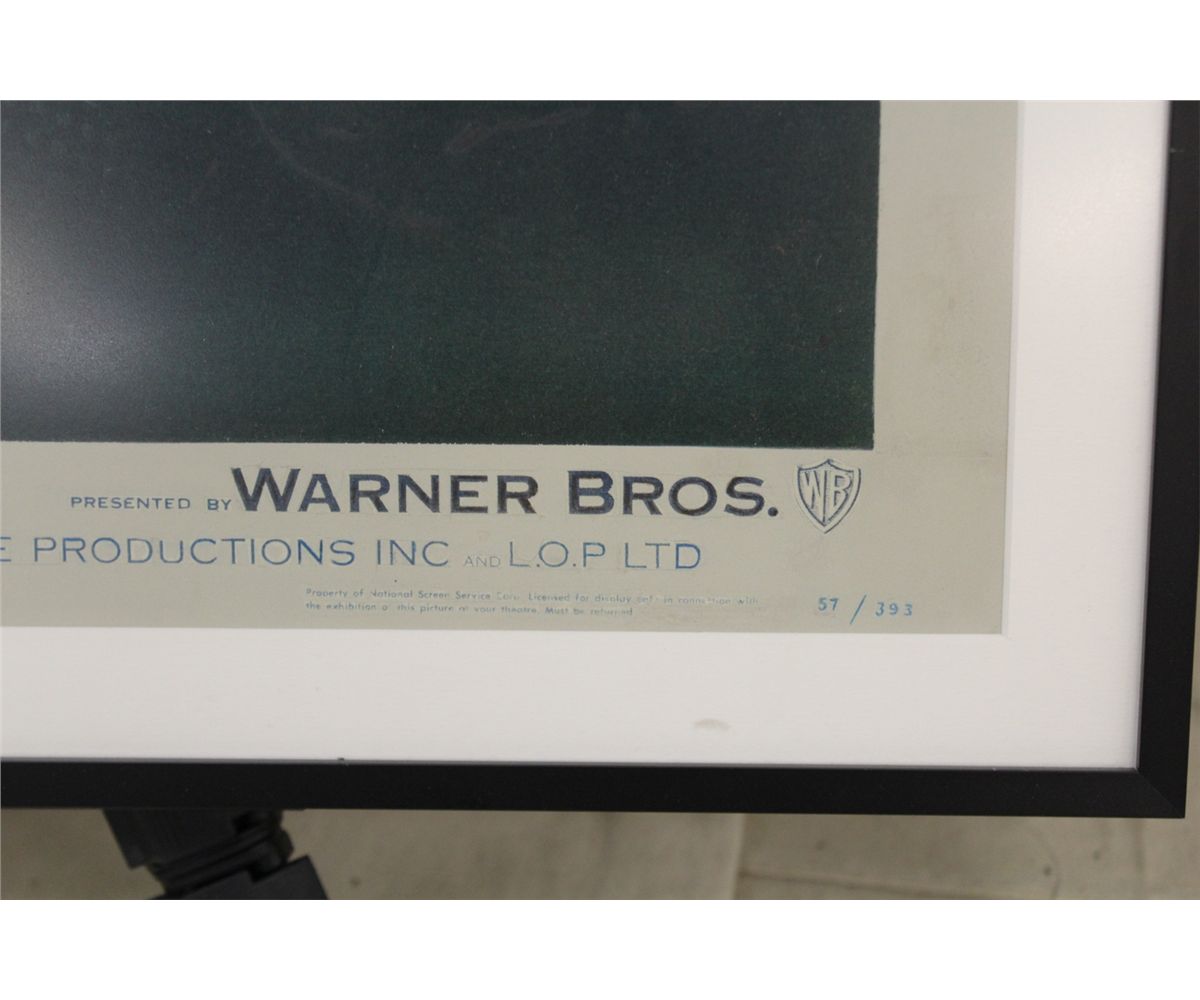 PRESENTED BY WARNER BROS. WB
E PRODUCTIONS INC AND L.O.P LTD
Property of National Screen Service Corp. Licensed for display only in connection with
the exhibition of this picture at your theatre. Must be returned
57 / 393